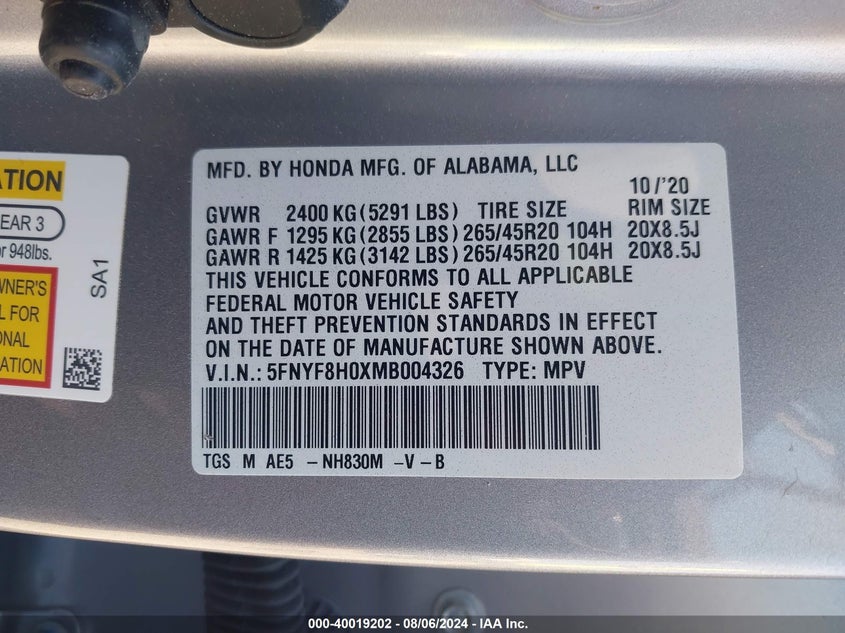 ATION
EAR 3
r 948lbs.
WNER'S
L FOR
ONAL
ATION
SA1
MFD. BY HONDA MFG. OF ALABAMA, LLC
10/'20
GVWR 2400 KG (5291 LBS) TIRE SIZE RIM SIZE
GAWR F 1295 KG (2855 LBS) 265/45R20 104H 20X8.5J
GAWR R 1425 KG (3142 LBS) 265/45R20 104H 20X8.5J
THIS VEHICLE CONFORMS TO ALL APPLICABLE
FEDERAL MOTOR VEHICLE SAFETY
AND THEFT PREVENTION STANDARDS IN EFFECT
ON THE DATE OF MANUFACTURE SHOWN ABOVE.
V.I.N.: 5FNYF8H0XMB004326 TYPE: MPV
TGS M AE5 -NH830M -V-B
000-40019202 - 08/06/2024 - IAA Inc.